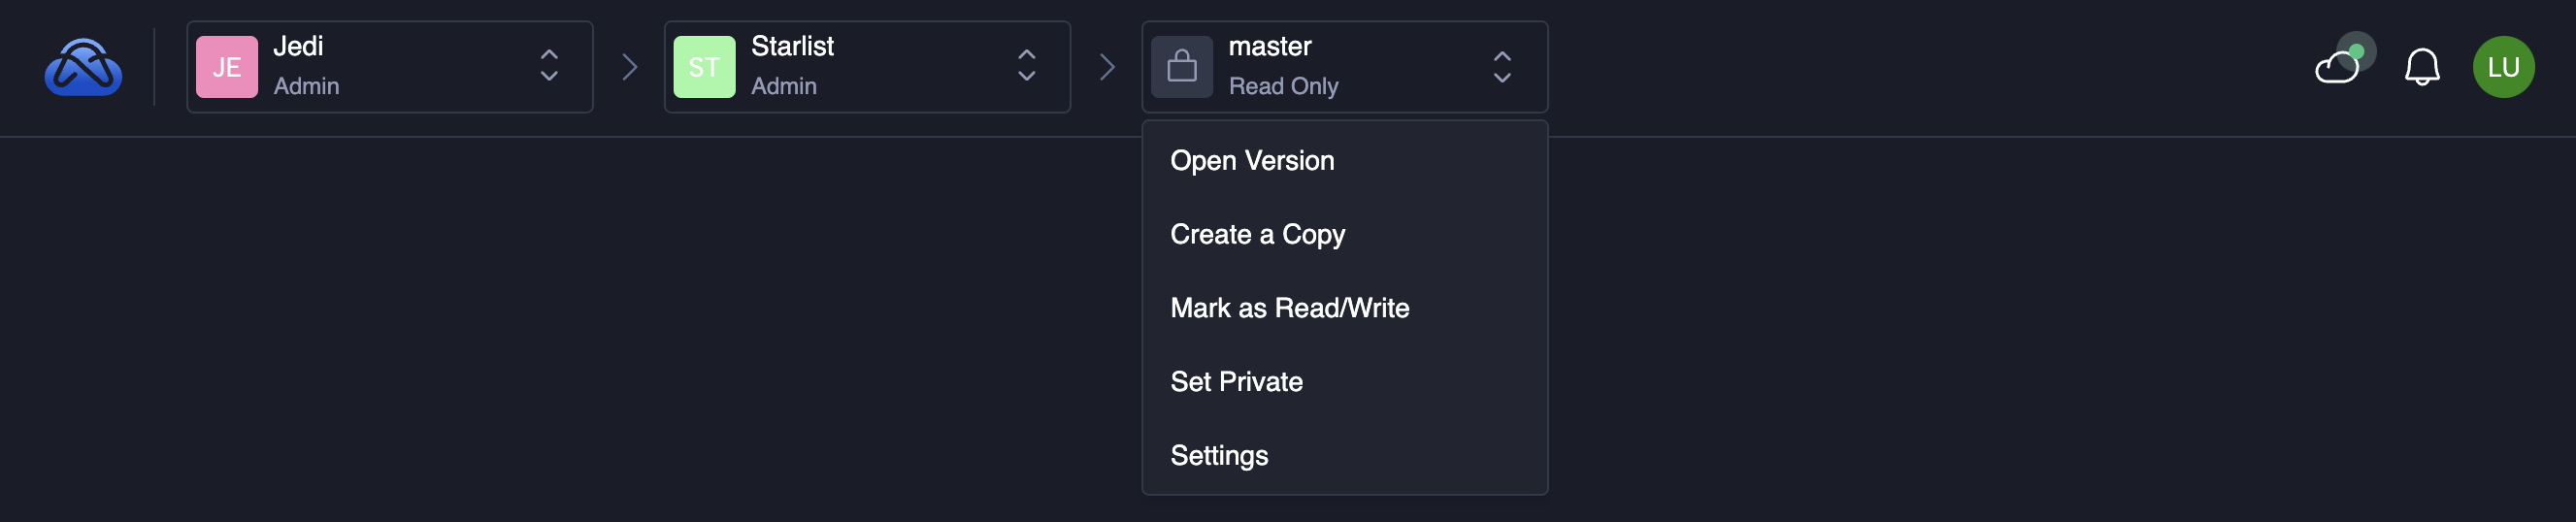 JE
Jedi
Admin
ST
Starlist
Admin
master
Read Only
LU
Open Version
Create a Copy
Mark as Read/Write
Set Private
Settings